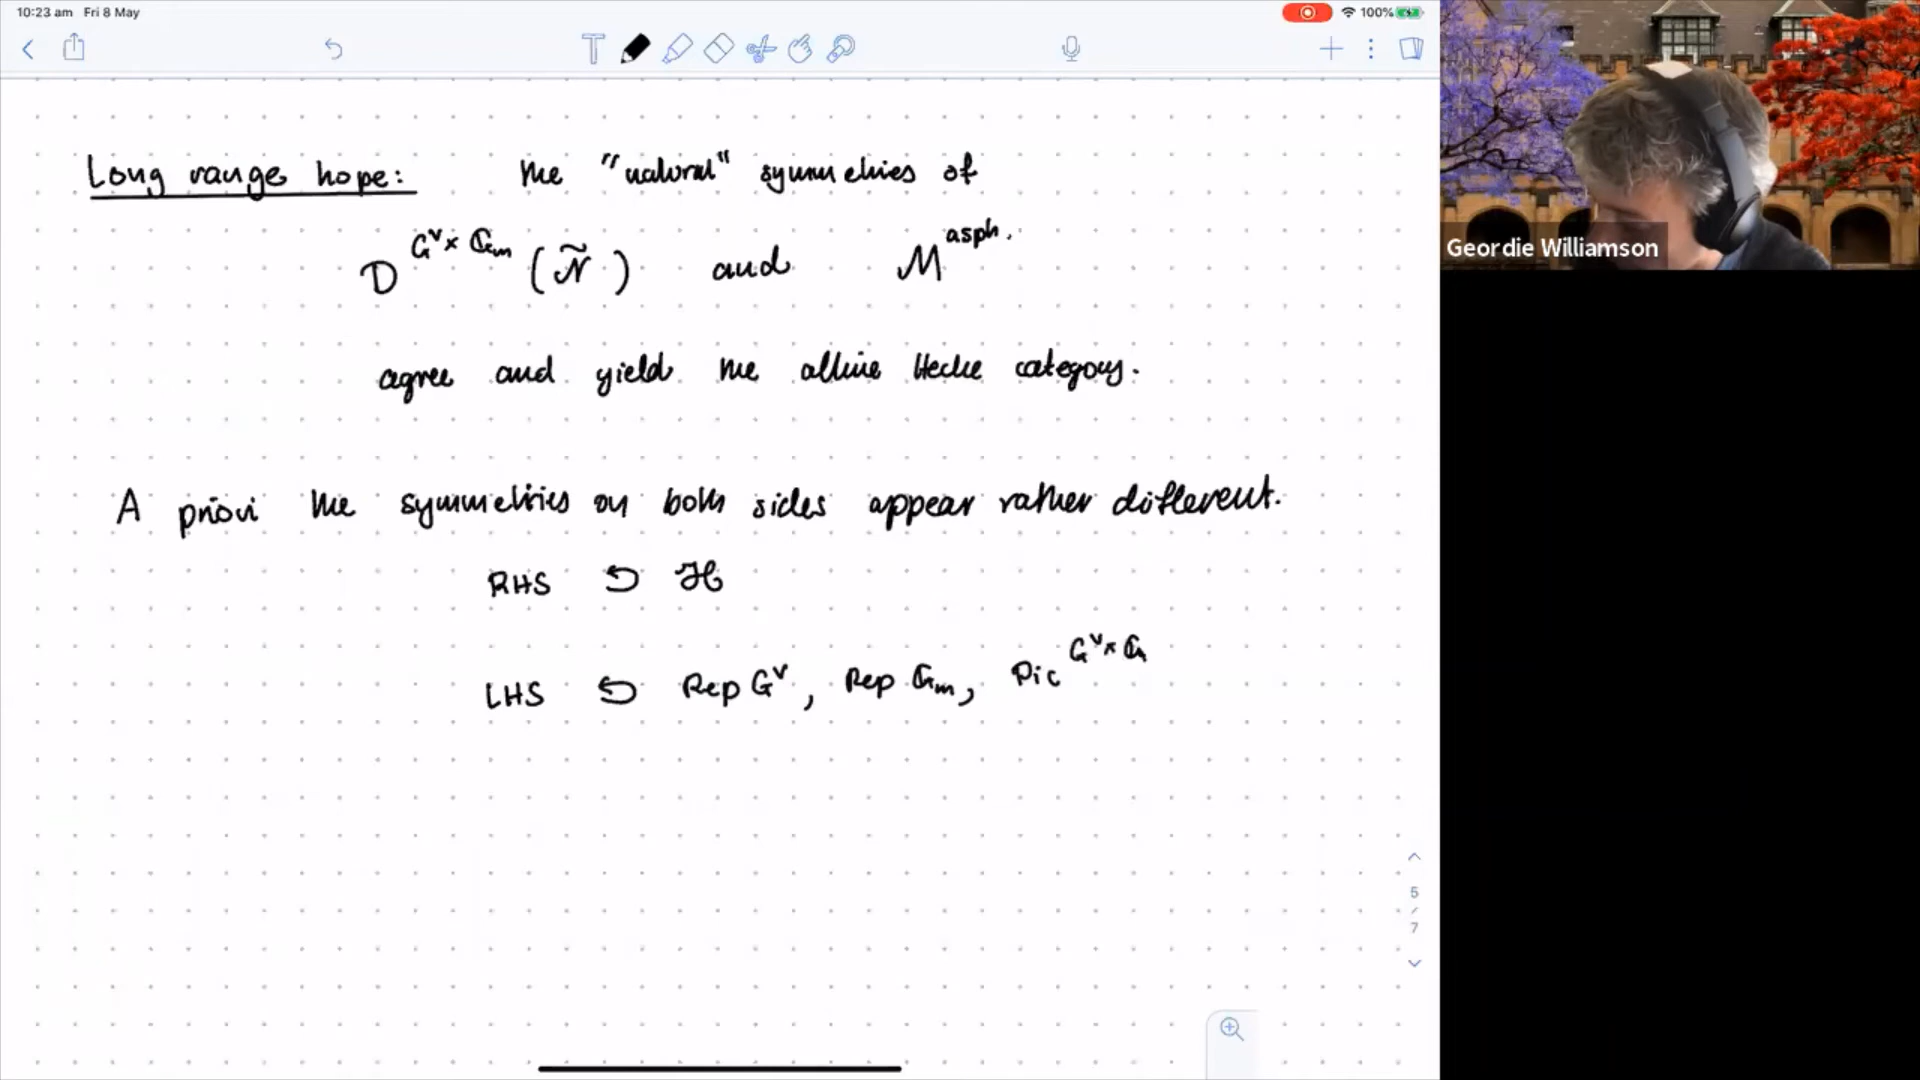 10:23 am Fri 8 May
100%
Long range hope: the "natural" symmetries of
D^{G^∨ × G_m} (Ñ) and M^{asph.}
agree and yield the affine Hecke category.
A priori the symmetries on both sides appear rather different.
RHS ↺ H
LHS ↺ Rep G^∨, Rep G_m, Pic^{G^∨ × G}
5
/
7
Geordie Williamson